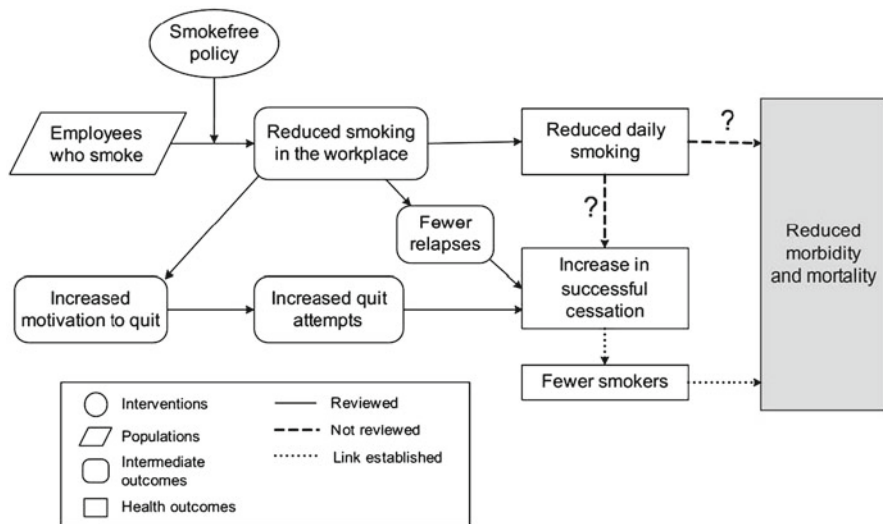 Smokefree
policy
Employees
who smoke
Reduced smoking
in the workplace
Reduced daily
smoking
?
?
Fewer
relapses
Reduced
morbidity
and mortality
Increased
motivation to quit
Increased quit
attempts
Increase in
successful
cessation
Fewer smokers
Interventions
Populations
Intermediate
outcomes
Health outcomes
Reviewed
Not reviewed
Link established